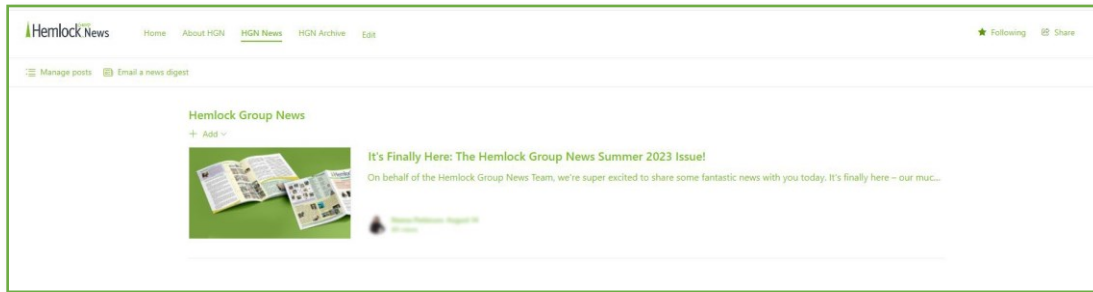 Hemlock Group News
Home About HGN HGN News HGN Archive Edit
Following Share
Manage posts Email a news digest
Hemlock Group News
+ Add
It's Finally Here: The Hemlock Group News Summer 2023 Issue!
On behalf of the Hemlock Group News Team, we're super excited to share some fantastic news with you today. It's finally here – our muc...